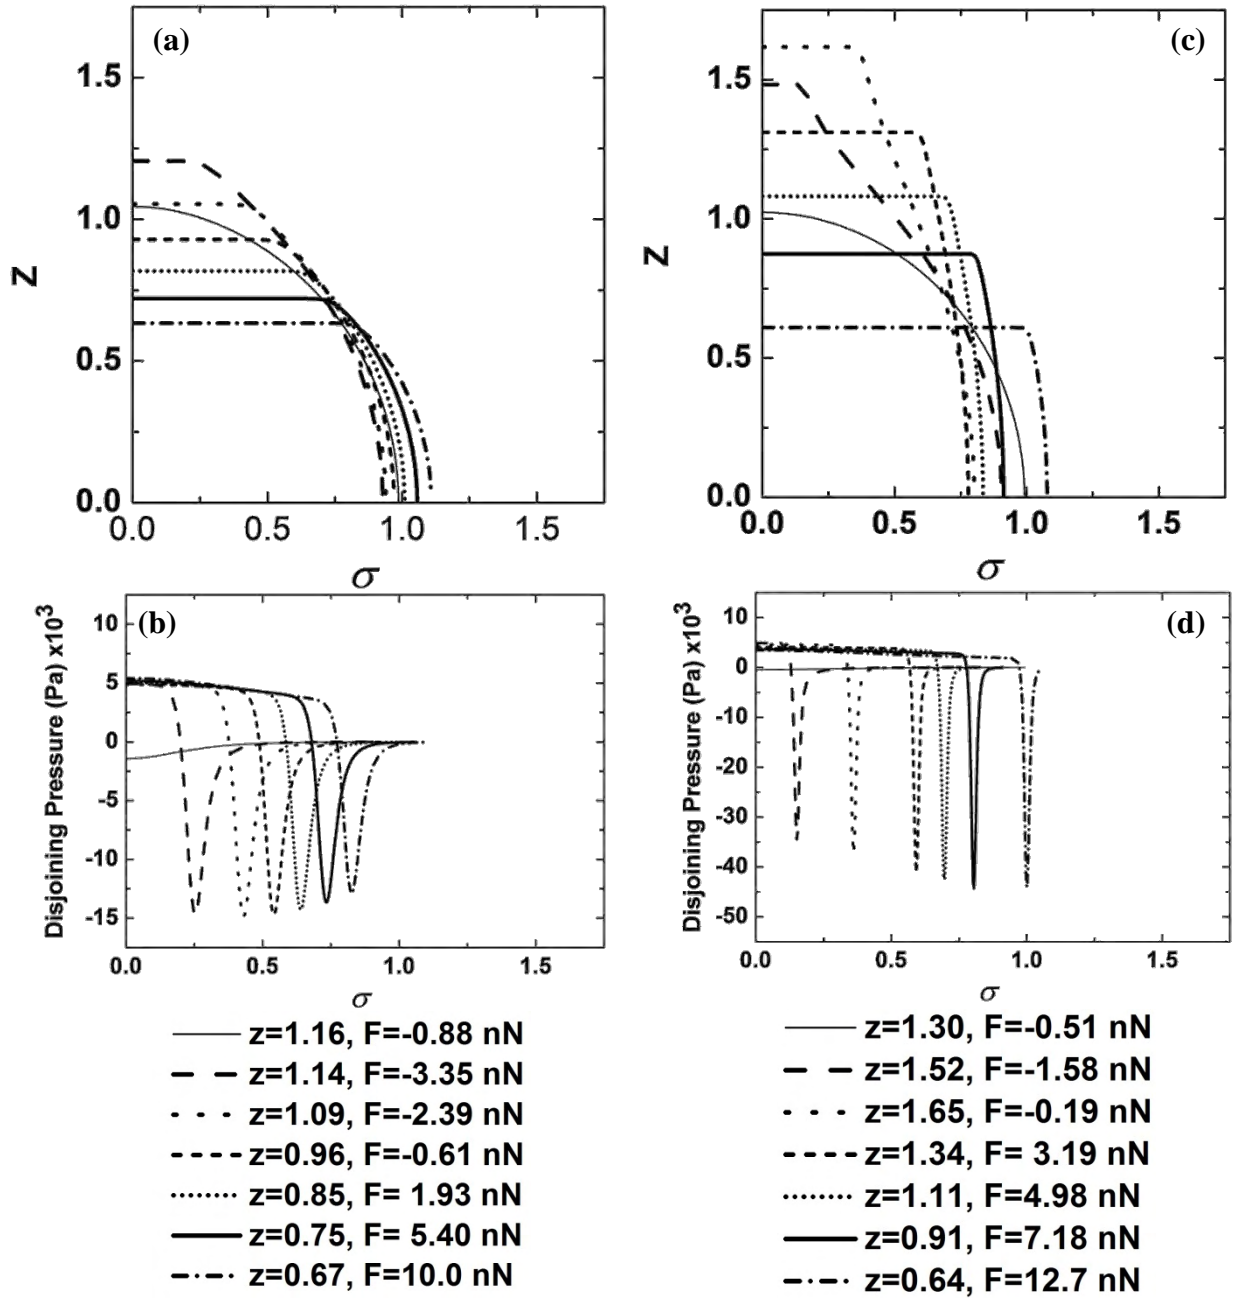 (a)
1.5
1.0
0.5
0.0
z
0.0 0.5 1.0 1.5
σ
(c)
1.5
1.0
0.5
0.0
z
0.0 0.5 1.0 1.5
σ
(b)
10
5
0
-5
-10
-15
Disjoining Pressure (Pa) x10³
0.0 0.5 1.0 1.5
σ
(d)
10
0
-10
-20
-30
-40
-50
Disjoining Pressure (Pa) x10³
0.0 0.5 1.0 1.5
σ
z=1.16, F=-0.88 nN
z=1.14, F=-3.35 nN
z=1.09, F=-2.39 nN
z=0.96, F=-0.61 nN
z=0.85, F= 1.93 nN
z=0.75, F= 5.40 nN
z=0.67, F=10.0 nN
z=1.30, F=-0.51 nN
z=1.52, F=-1.58 nN
z=1.65, F=-0.19 nN
z=1.34, F= 3.19 nN
z=1.11, F=4.98 nN
z=0.91, F=7.18 nN
z=0.64, F=12.7 nN